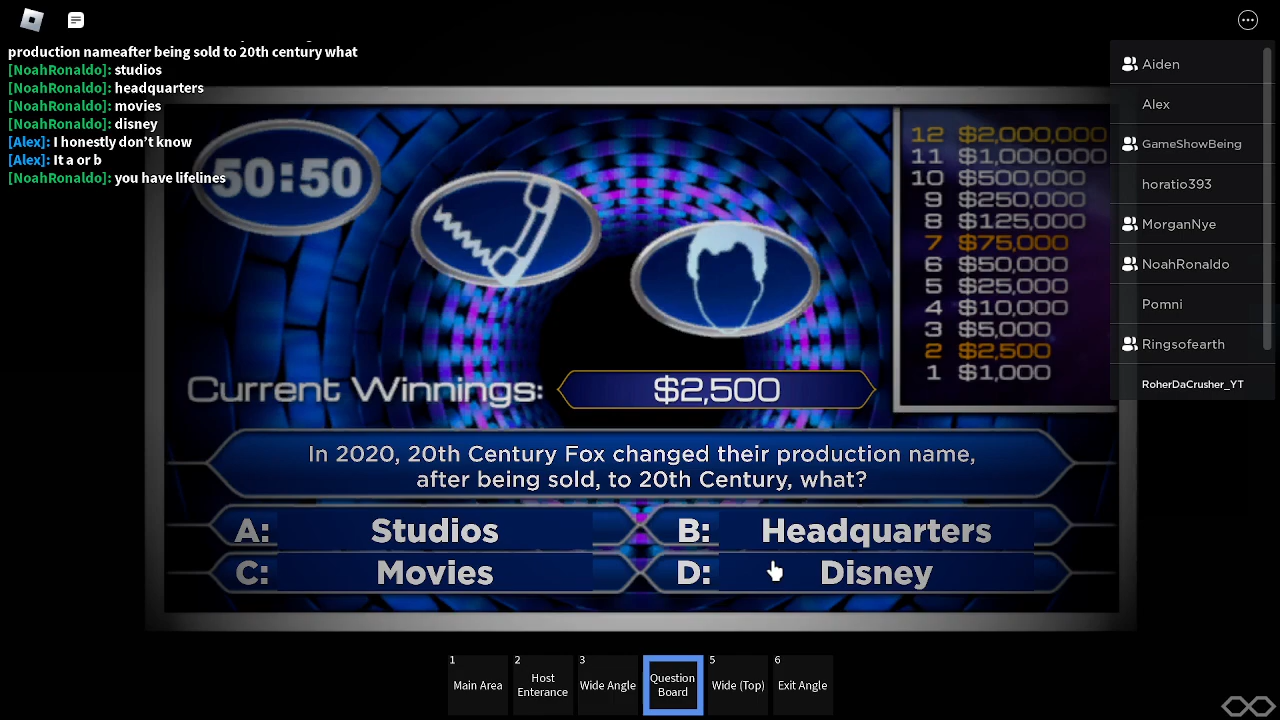 production nameafter being sold to 20th century what
[NoahRonaldo]: studios
[NoahRonaldo]: headquarters
[NoahRonaldo]: movies
[NoahRonaldo]: disney
[Alex]: I honestly don't know
[Alex]: It a or b
[NoahRonaldo]: you have lifelines
50:50
12 $2,000,000
11 $1,000,000
10 $500,000
9 $250,000
8 $125,000
7 $75,000
6 $50,000
5 $25,000
4 $10,000
3 $5,000
2 $2,500
1 $1,000
Aiden
Alex
GameShowBeing
horatio393
MorganNye
NoahRonaldo
Pomni
Ringsofearth
RoherDaCrusher_YT
Current Winnings: $2,500
In 2020, 20th Century Fox changed their production name,
after being sold, to 20th Century, what?
A: Studios
B: Headquarters
C: Movies
D: Disney
1 Main Area
2 Host Enterance
3 Wide Angle
Question Board
5 Wide (Top)
6 Exit Angle